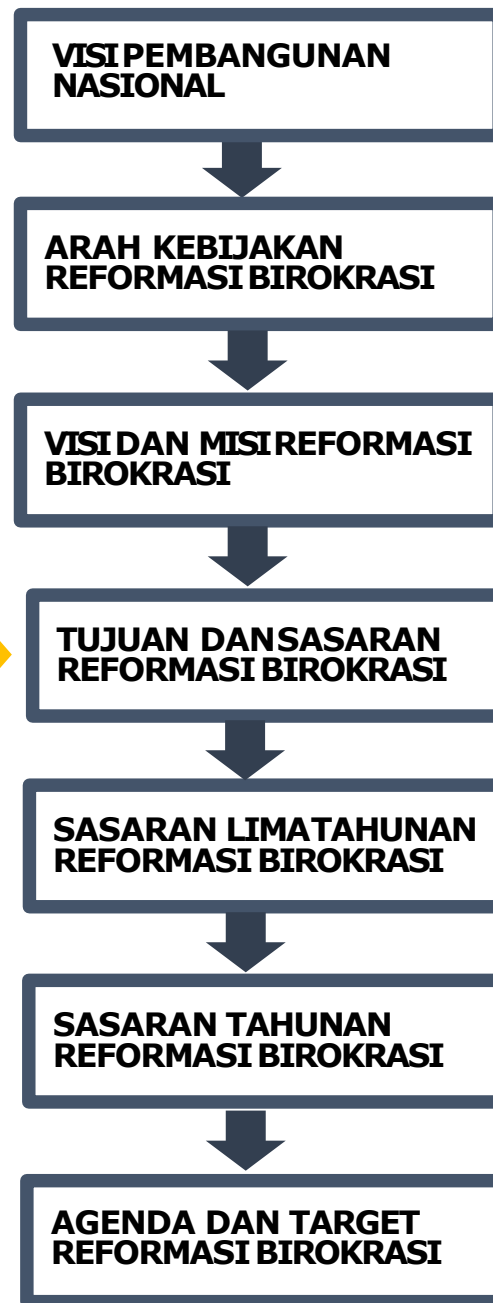 VISI PEMBANGUNAN
NASIONAL
ARAH KEBIJAKAN
REFORMASI BIROKRASI
VISI DAN MISI REFORMASI
BIROKRASI
TUJUAN DAN SASARAN
REFORMASI BIROKRASI
SASARAN LIMA TAHUNAN
REFORMASI BIROKRASI
SASARAN TAHUNAN
REFORMASI BIROKRASI
AGENDA DAN TARGET
REFORMASI BIROKRASI